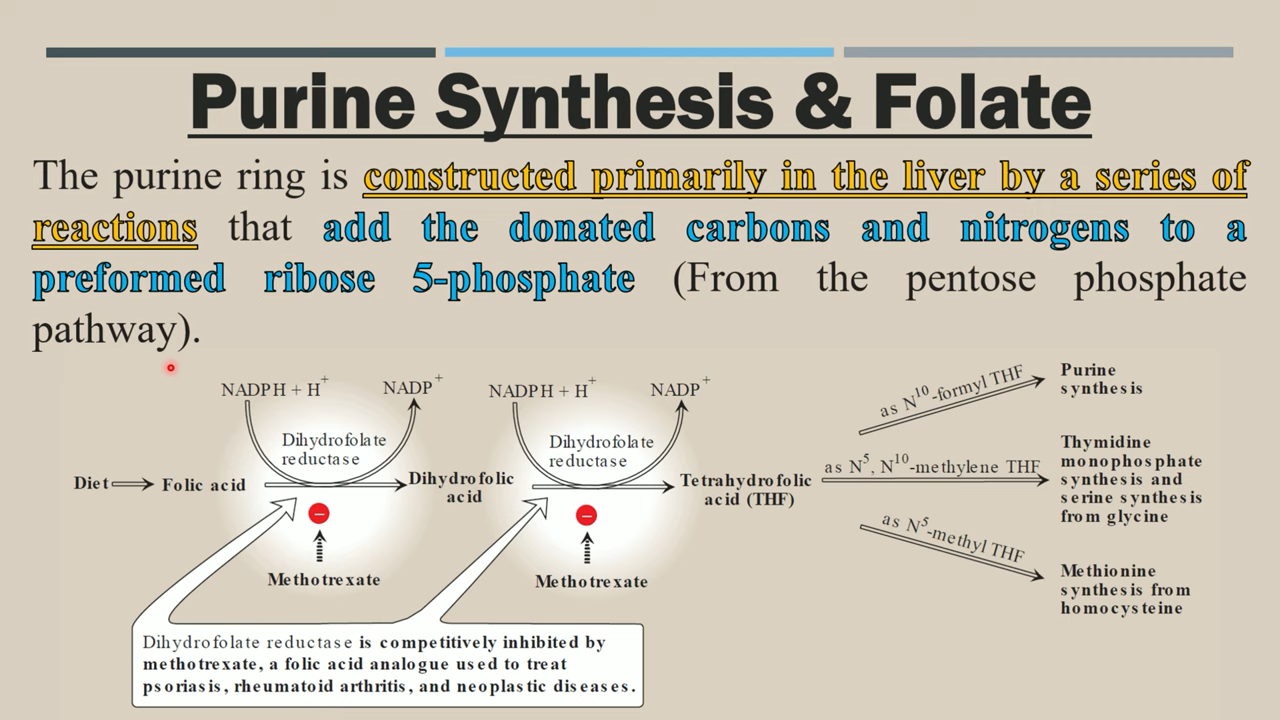 Purine Synthesis & Folate
The purine ring is constructed primarily in the liver by a series of
reactions that add the donated carbons and nitrogens to a
preformed ribose 5-phosphate (From the pentose phosphate
pathway).
NADPH + H+
NADP+
Dihydrofolate
reductase
Diet
Folic acid
Methotrexate
NADPH + H+
NADP+
Dihydrofolate
reductase
Dihydrofolic
acid
Methotrexate
Tetrahydrofolic
acid (THF)
as N10-formyl THF
Purine
synthesis
as N5, N10-methylene THF
Thymidine
monophosphate
synthesis and
serine synthesis
from glycine
as N5-methyl THF
Methionine
synthesis from
homocysteine
Dihydrofolate reductase is competitively inhibited by
methotrexate, a folic acid analogue used to treat
psoriasis, rheumatoid arthritis, and neoplastic diseases.